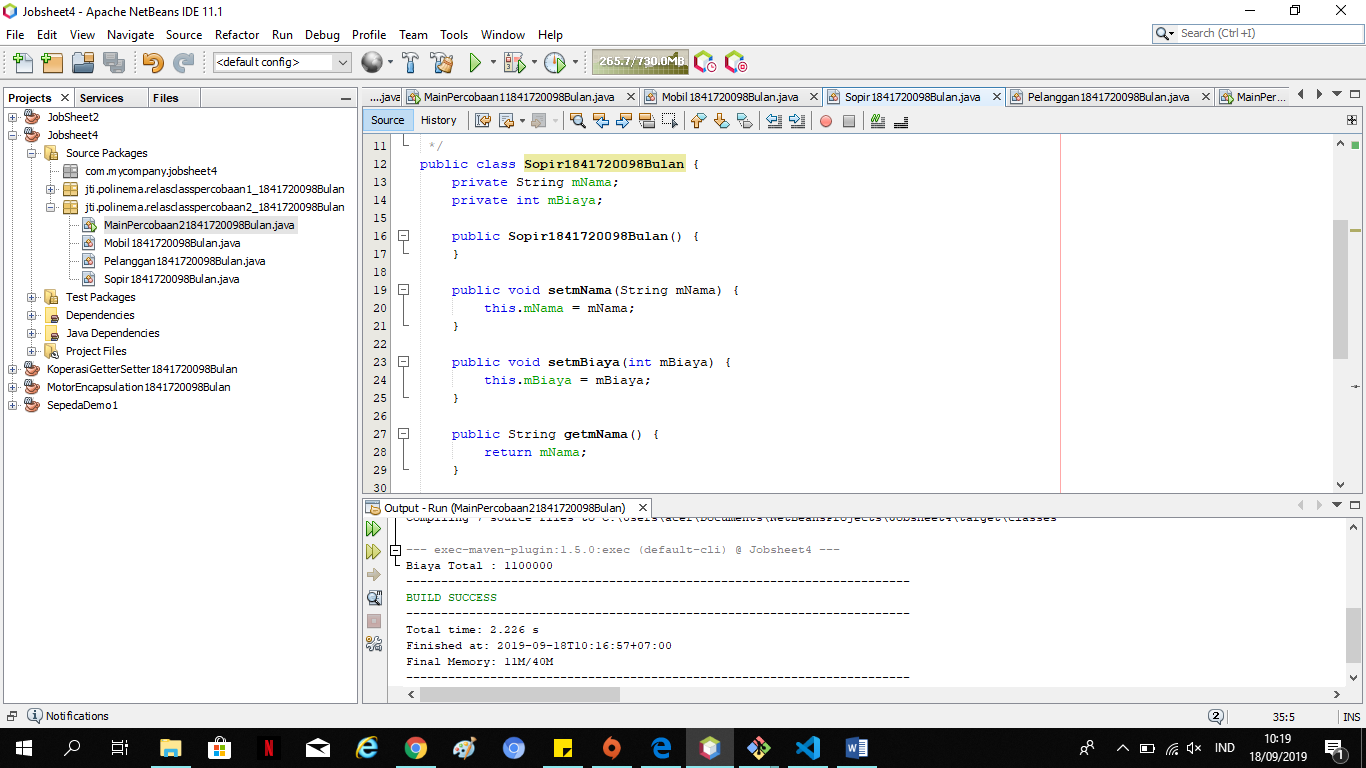 Jobsheet4 - Apache NetBeans IDE 11.1
File Edit View Navigate Source Refactor Run Debug Profile Team Tools Window Help
Search (Ctrl+I)
<default config>
265.7/730.0MB
Projects
Services
Files
JobSheet2
Jobsheet4
Source Packages
com.mycompany.jobsheet4
jti.polinema.relasclasspercobaan1_1841720098Bulan
jti.polinema.relasclasspercobaan2_1841720098Bulan
MainPercobaan21841720098Bulan.java
Mobil1841720098Bulan.java
Pelanggan1841720098Bulan.java
Sopir1841720098Bulan.java
Test Packages
Dependencies
Java Dependencies
Project Files
KoperasiGetterSetter1841720098Bulan
MotorEncapsulation1841720098Bulan
SepedaDemo1
....java
MainPercobaan11841720098Bulan.java
Mobil1841720098Bulan.java
Sopir1841720098Bulan.java
Pelanggan1841720098Bulan.java
MainPer...
Source
History
11 */
12 public class Sopir1841720098Bulan {
13 private String mNama;
14 private int mBiaya;
15
16 public Sopir1841720098Bulan() {
17 }
18
19 public void setmNama(String mNama) {
20 this.mNama = mNama;
21 }
22
23 public void setmBiaya(int mBiaya) {
24 this.mBiaya = mBiaya;
25 }
26
27 public String getmNama() {
28 return mNama;
29 }
30
Output - Run (MainPercobaan21841720098Bulan)
Compiling 7 source files to C:\Users\acer\Documents\NetBeansProjects\Jobsheet4\target\classes
--- exec-maven-plugin:1.5.0:exec (default-cli) @ Jobsheet4 ---
Biaya Total : 1100000
------------------------------------------------------------------------
BUILD SUCCESS
------------------------------------------------------------------------
Total time: 2.226 s
Finished at: 2019-09-18T10:16:57+07:00
Final Memory: 11M/40M
------------------------------------------------------------------------
Notifications
2
35:5
INS
IND
10:19
18/09/2019
1